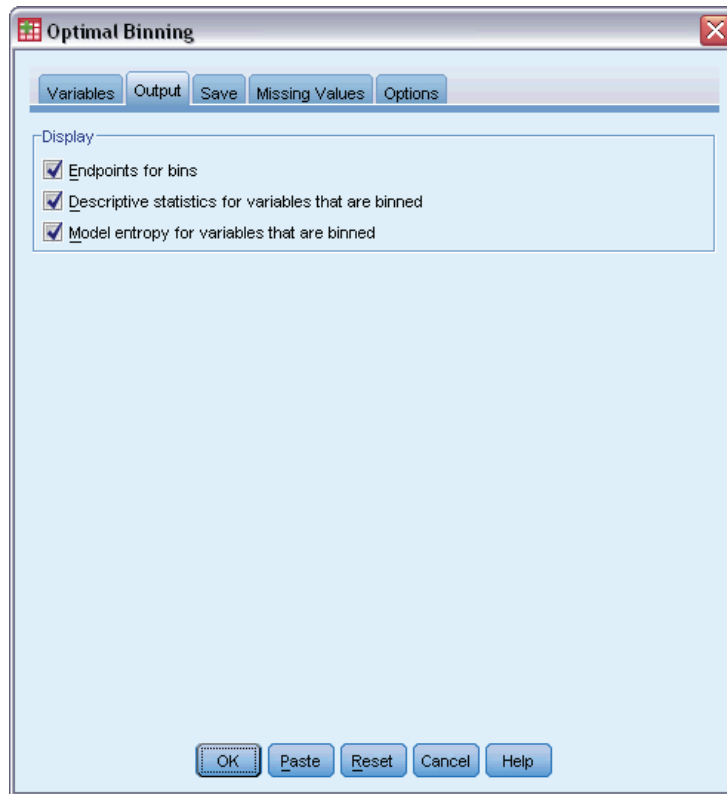 Optimal Binning
Variables Output Save Missing Values Options
Display
Endpoints for bins
Descriptive statistics for variables that are binned
Model entropy for variables that are binned
OK Paste Reset Cancel Help